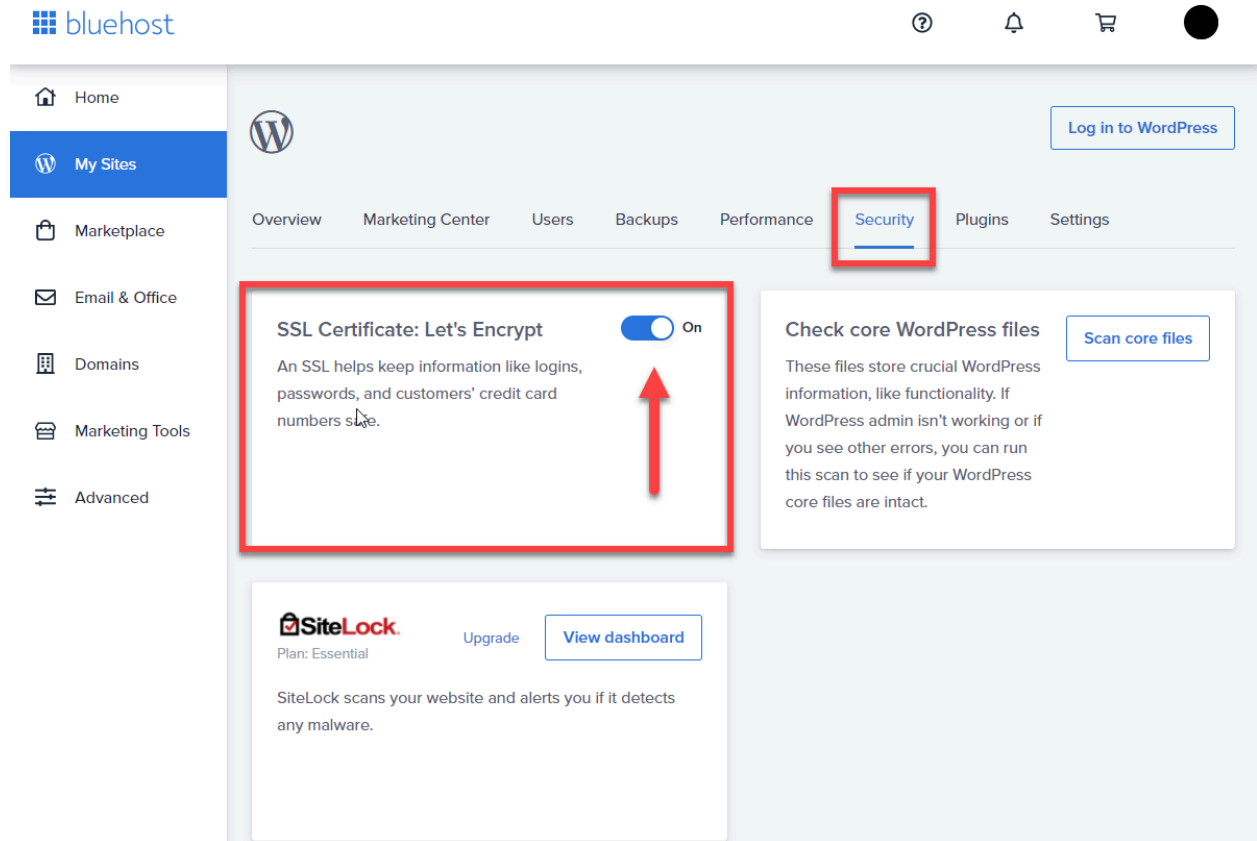 bluehost
Home
My Sites
Marketplace
Email & Office
Domains
Marketing Tools
Advanced
Log in to WordPress
Overview Marketing Center Users Backups Performance Security Plugins Settings
SSL Certificate: Let's Encrypt
On
An SSL helps keep information like logins,
passwords, and customers’ credit card
numbers safe.
Check core WordPress files
Scan core files
These files store crucial WordPress
information, like functionality. If
WordPress admin isn’t working or if
you see other errors, you can run
this scan to see if your WordPress
core files are intact.
SiteLock.
Plan: Essential
Upgrade
View dashboard
SiteLock scans your website and alerts you if it detects
any malware.